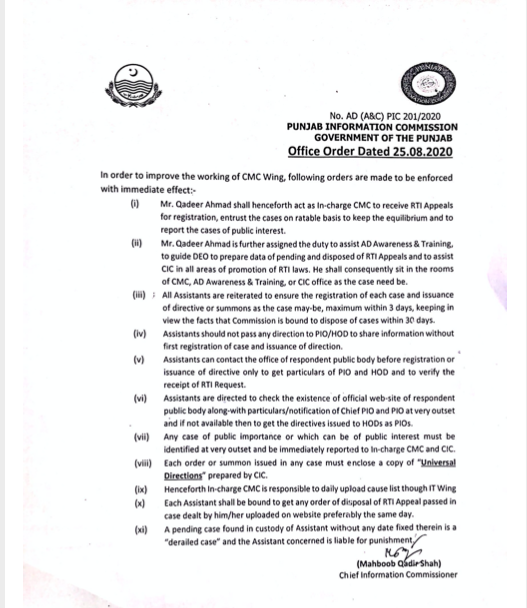 No. AD (A&C) PIC 201/2020
PUNJAB INFORMATION COMMISSION
GOVERNMENT OF THE PUNJAB
Office Order Dated 25.08.2020
In order to improve the working of CMC Wing, following orders are made to be enforced
with immediate effect:-
(i) Mr. Qadeer Ahmad shall henceforth act as In-charge CMC to receive RTI Appeals
for registration, entrust the cases on ratable basis to keep the equilibrium and to
report the cases of public interest.
(ii) Mr. Qadeer Ahmad is further assigned the duty to assist AD Awareness & Training,
to guide DEO to prepare data of pending and disposed of RTI Appeals and to assist
CIC in all areas of promotion of RTI laws. He shall consequently sit in the rooms
of CMC, AD Awareness & Training, or CIC office as the case need be.
(iii) All Assistants are reiterated to ensure the registration of each case and issuance
of directive or summons as the case may-be, maximum within 3 days, keeping in
view the facts that Commission is bound to dispose of cases within 30 days.
(iv) Assistants should not pass any direction to PIO/HOD to share information without
first registration of case and issuance of direction.
(v) Assistants can contact the office of respondent public body before registration or
issuance of directive only to get particulars of PIO and HOD and to verify the
receipt of RTI Request.
(vi) Assistants are directed to check the existence of official web-site of respondent
public body along-with particulars/notification of Chief PIO and PIO at very outset
and if not available then to get the directives issued to HODs as PIOs.
(vii) Any case of public importance or which can be of public interest must be
identified at very outset and be immediately reported to In-charge CMC and CIC.
(viii) Each order or summon issued in any case must enclose a copy of "Universal
Directions" prepared by CIC.
(ix) Henceforth In-charge CMC is responsible to daily upload cause list though IT Wing
(x) Each Assistant shall be bound to get any order of disposal of RTI Appeal passed in
case dealt by him/her uploaded on website preferably the same day.
(xi) A pending case found in custody of Assistant without any date fixed therein is a
"derailed case" and the Assistant concerned is liable for punishment
(Mahboob Qadir Shah)
Chief Information Commissioner